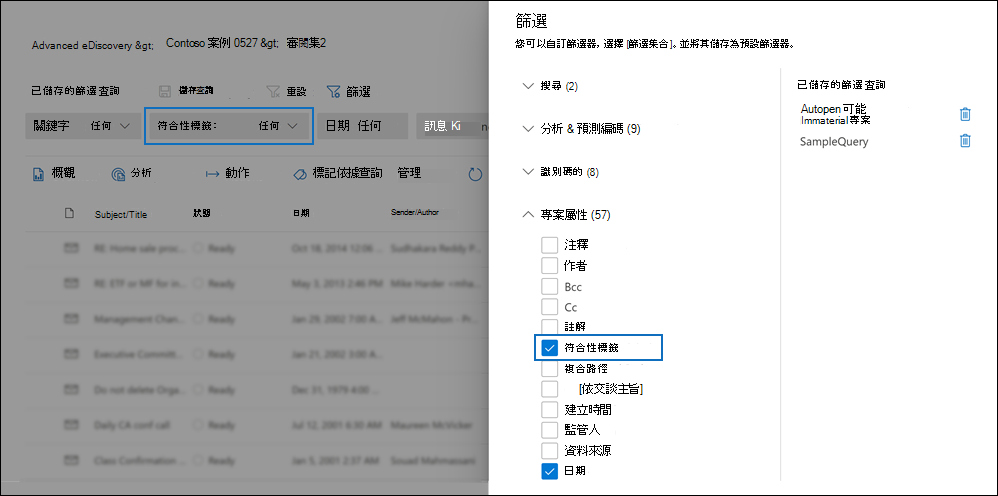 Advanced eDiscovery &gt; Contoso 案例 0527 &gt; 審閱集2
已儲存的篩選查詢 儲存查詢 重設 篩選
關鍵字 任何 符合性標籤: 任何 日期 任何 訊息 Ki
概觀 分析 動作 標記依據查詢 管理
Subject/Title 狀態 日期 Sender/Author
RE: Home sale proc... Ready Oct 18, 2014 12:06 ... Sudhakara Reddy P...
RE: ETF or MF for in... Ready May 3, 2013 2:46 PM Mike Harder <mha...
Management Chan... Ready Jan 29, 2002 7:00 A... Jeff McMahon - Pr...
Executive Committ... Ready Jan 21, 2002 3:00 A...
Do not delete Orga... Ready Dec 31, 1979 4:00 ...
Daily CA conf call Ready Jul 12, 2001 6:30 AM Maureen McVicker
Class Confirmation ... Ready Jan 5, 2001 2:37 AM Souad Mahmassani
篩選
您可以自訂篩選器, 選擇 [篩選集合]。並將其儲存為預設篩選器。
搜尋 (2)
分析 & 預測編碼 (9)
識別碼的 (8)
專案屬性 (57)
注釋
作者
Bcc
Cc
註解
符合性標籤
複合路徑
[依交談主旨]
建立時間
監管人
資料來源
日期
已儲存的篩選查詢
Autopen 可能
Immaterial 專案
SampleQuery